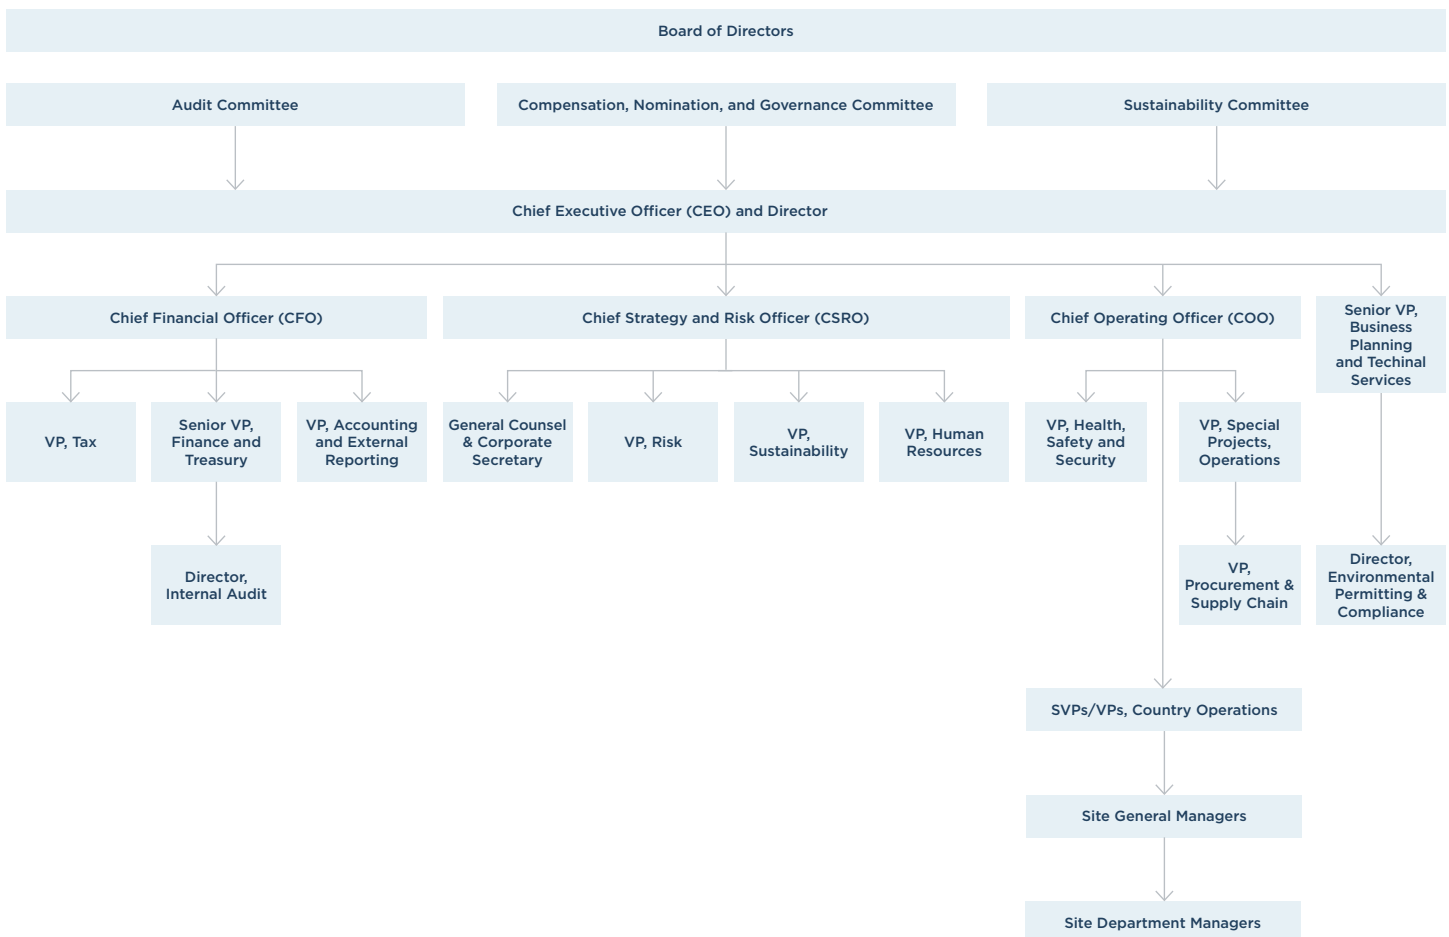 Board of Directors
Audit Committee
Compensation, Nomination, and Governance Committee
Sustainability Committee
Chief Executive Officer (CEO) and Director
Chief Financial Officer (CFO)
Chief Strategy and Risk Officer (CSRO)
Chief Operating Officer (COO)
Senior VP,
Business
Planning
and Techinal
Services
VP, Tax
Senior VP,
Finance and
Treasury
VP, Accounting
and External
Reporting
General Counsel
& Corporate
Secretary
VP, Risk
VP,
Sustainability
VP, Human
Resources
VP, Health,
Safety and
Security
VP, Special
Projects,
Operations
Director,
Internal Audit
VP,
Procurement &
Supply Chain
Director,
Environmental
Permitting &
Compliance
SVPs/VPs, Country Operations
Site General Managers
Site Department Managers